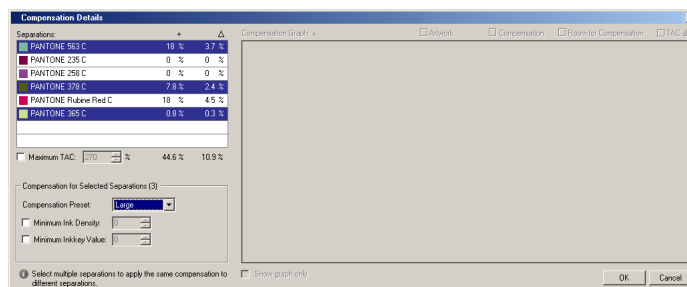 Compensation Details
Separations: + Δ
PANTONE 563 C 18 % 3.7 %
PANTONE 235 C 0 % 0 %
PANTONE 258 C 0 % 0 %
PANTONE 378 C 7.8 % 2.4 %
PANTONE Rubine Red C 18 % 4.5 %
PANTONE 365 C 0.8 % 0.3 %
Maximum TAC: 270 % 44.6 % 10.9 %
Compensation for Selected Separations (3)
Compensation Preset: Large
Minimum Ink Density: 0
Minimum Inkkey Value: 0
Select multiple separations to apply the same compensation to
different separations.
Compensation Graph + Artwork Compensation Room for Compensation TAC
Show graph only
OK Cancel